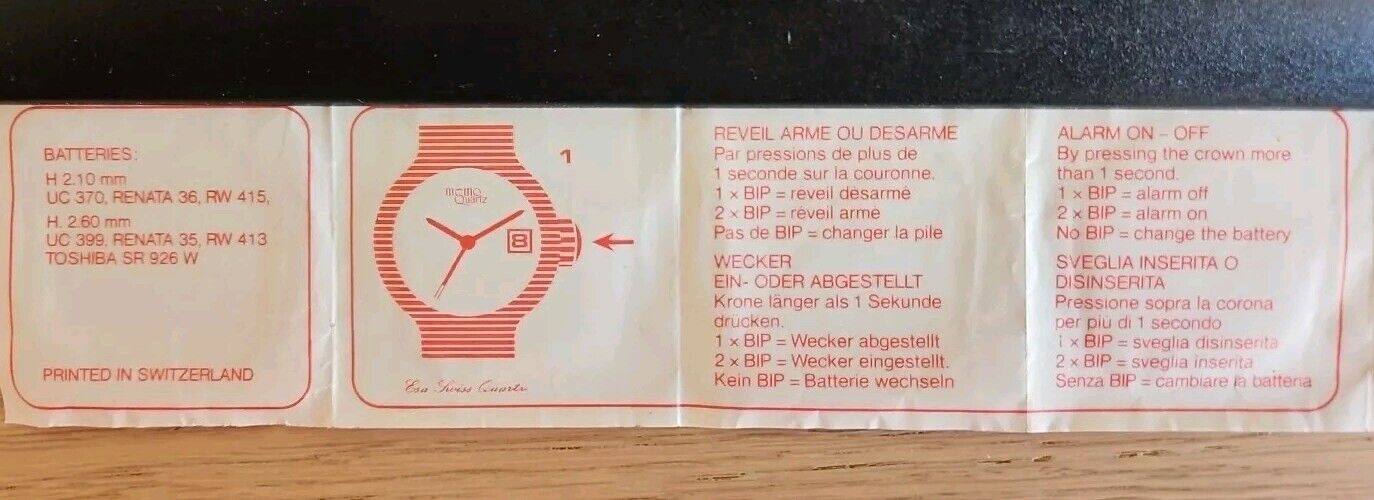 BATTERIES:
H 2.10 mm
UC 370, RENATA 36, RW 415,
H. 2.60 mm
UC 399, RENATA 35, RW 413
TOSHIBA SR 926 W
PRINTED IN SWITZERLAND
1
memo
Quartz
8
Esa Swiss Quartz
REVEIL ARME OU DESARME
Par pressions de plus de
1 seconde sur la couronne.
1 x BIP = reveil désarmé
2 x BIP = réveil armé
Pas de BIP = changer la pile
WECKER
EIN- ODER ABGESTELLT
Krone länger als 1 Sekunde
drücken.
1 x BIP = Wecker abgestellt
2 x BIP = Wecker eingestellt.
Kein BIP = Batterie wechseln
ALARM ON – OFF
By pressing the crown more
than 1 second.
1 x BIP = alarm off
2 x BIP = alarm on
No BIP = change the battery
SVEGLIA INSERITA O
DISINSERITA
Pressione sopra la corona
per più di 1 secondo
1 x BIP = sveglia disinserita
2 x BIP = sveglia inserita
Senza BIP = cambiare la batteria